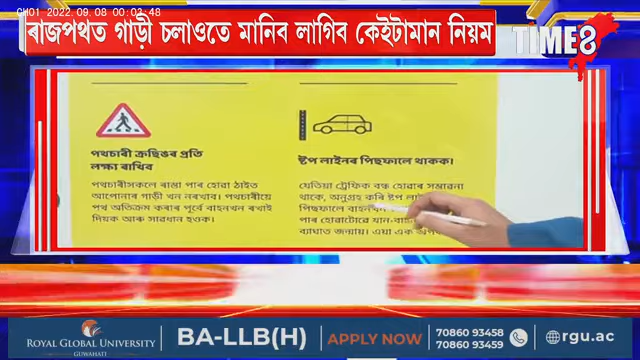 CH01 2022.09.08 00:02:48
ৰাজপথত গাড়ী চলাওতে মানিব লাগিব কেইটামান নিয়ম
TIME8
পথচাৰী ক্ৰছিঙৰ প্ৰতি
লক্ষ্য ৰাখিব
পথচাৰীসকলে ৰাস্তা পাৰ হোৱা ঠাইত
আপোনাৰ গাড়ী খন নৰখাব। পথচাৰীয়ে
পথ অতিক্ৰম কৰাৰ পূৰ্বে বাহনখন ৰখাই
দিয়ক আৰু সাৱধান হওক।
ষ্টপ লাইনৰ পিছফালে থাকক।
যেতিয়া ট্ৰেফিক বন্ধ হোৱাৰ সম্ভাৱনা
থাকে, অনুগ্ৰহ কৰি ষ্টপ
পিছফালে বাহনখন
পাৰ হোৱাটোৱে যান-বাহ
ব্যাঘাত জন্মায়। এয়া এক
ROYAL GLOBAL UNIVERSITY
GUWAHATI
BA-LLB(H)
APPLY NOW
70860 93458
70860 93459
rgu.ac